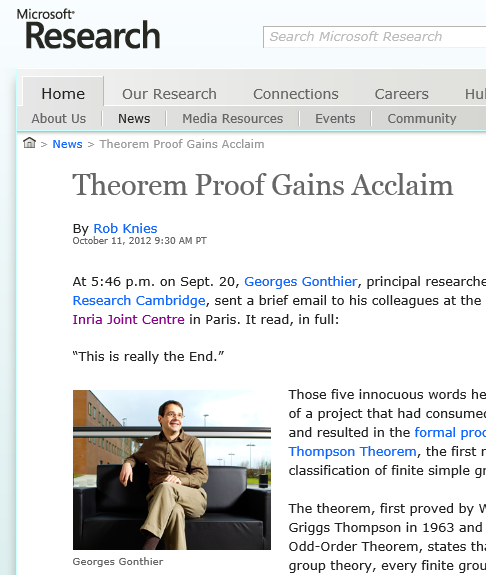 Microsoft®
Research
Search Microsoft Research
Home Our Research Connections Careers
About Us News Media Resources Events Community
> News > Theorem Proof Gains Acclaim
Theorem Proof Gains Acclaim
By Rob Knies
October 11, 2012 9:30 AM PT
At 5:46 p.m. on Sept. 20, Georges Gonthier, principal researche
Research Cambridge, sent a brief email to his colleagues at the
Inria Joint Centre in Paris. It read, in full:
“This is really the End.”
Those five innocuous words he
of a project that had consumed
and resulted in the formal proo
Thompson Theorem, the first
classification of finite simple g
The theorem, first proved by W
Griggs Thompson in 1963 and
Odd-Order Theorem, states tha
group theory, every finite grou
Georges Gonthier